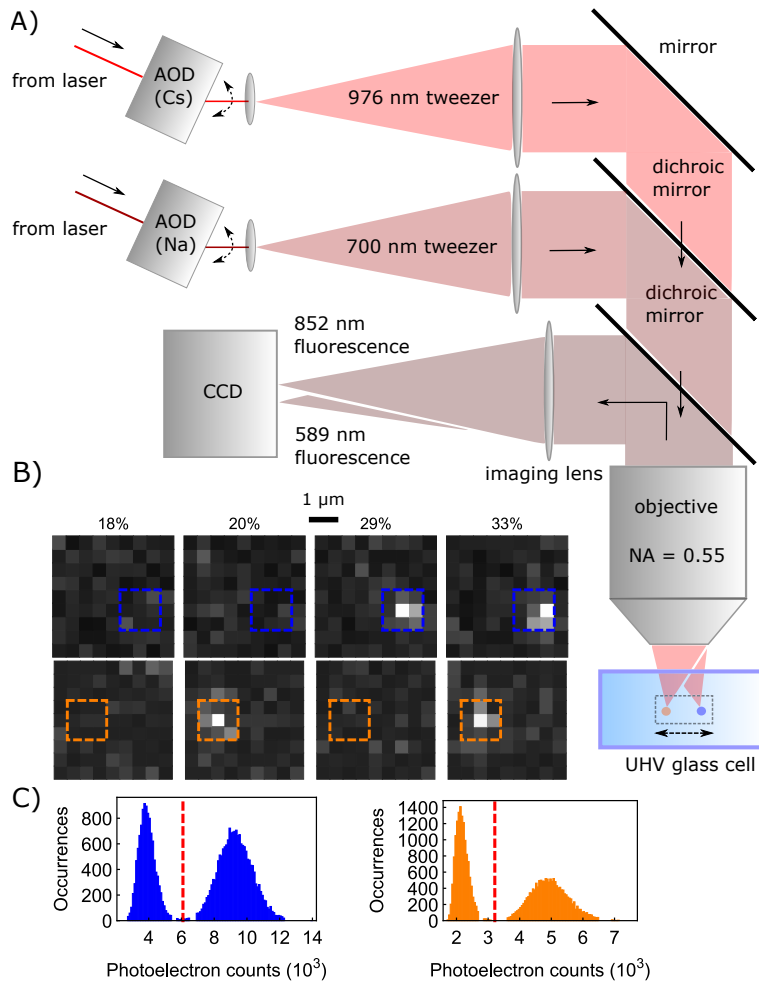 A)
from laser
AOD
(Cs)
976 nm tweezer
mirror
dichroic
mirror
from laser
AOD
(Na)
700 nm tweezer
dichroic
mirror
852 nm
fluorescence
CCD
589 nm
fluorescence
imaging lens
objective
NA = 0.55
UHV glass cell
B)
1 µm
18%
20%
29%
33%
C)
Occurrences
800
600
400
200
0
4
6
8
10
12
14
Photoelectron counts (10³)
Occurrences
1400
1200
1000
800
600
400
200
0
2
3
4
5
6
7
Photoelectron counts (10³)